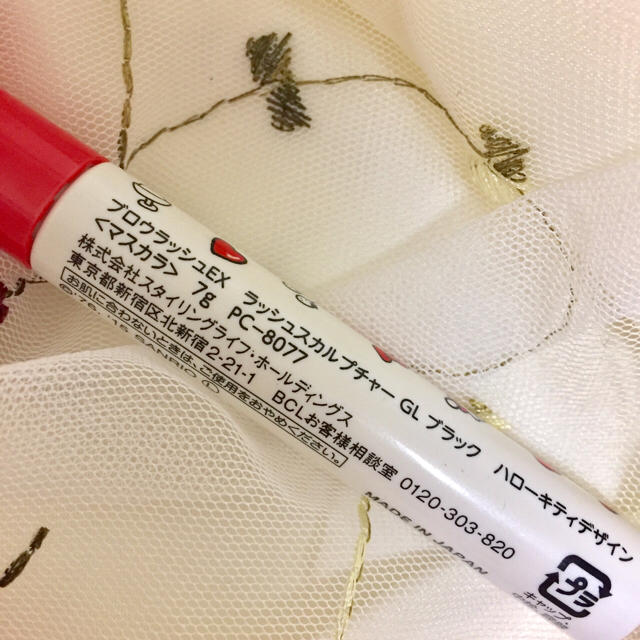 ブロウラッシュEX ラッシュスカルプチャー GL ブラック ハローキティデザイン
<マスカラ> 7g PC-8077
株式会社スタイリングライフ・ホールディングス BCLお客様相談室 0120-303-820
東京都新宿区北新宿2-21-1
お肌に合わないときは、ご使用をおやめください。
©'76, '15 SANRIO Ⓛ
MADE IN JAPAN
プラ
キャップ,